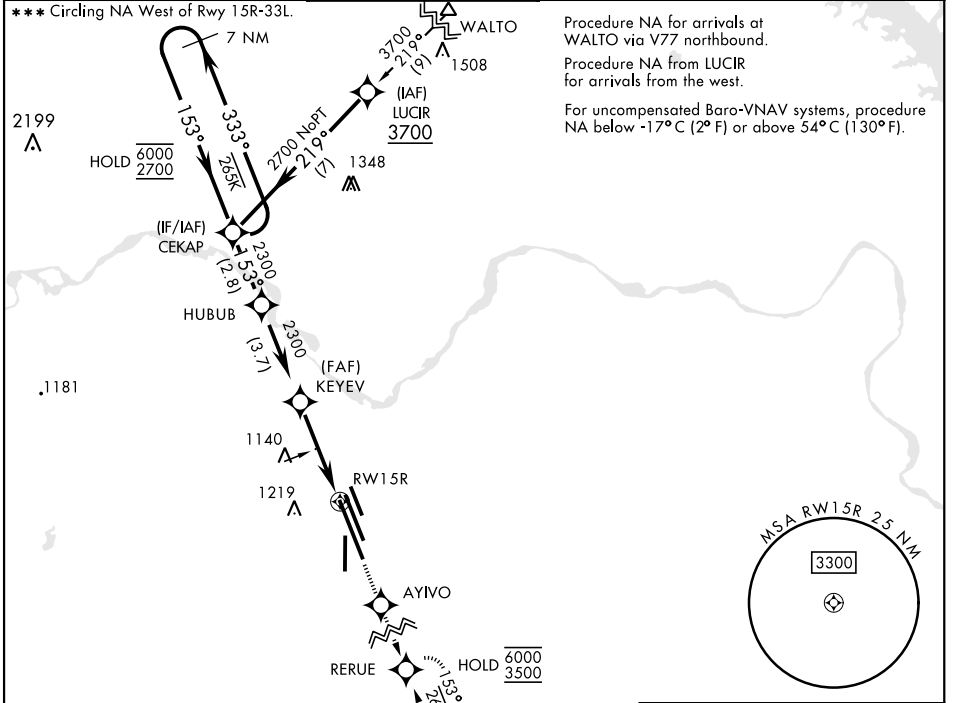 *** Circling NA West of Rwy 15R-33L.
7 NM
WALTO
Procedure NA for arrivals at
WALTO via V77 northbound.
Procedure NA from LUCIR
for arrivals from the west.
For uncompensated Baro-VNAV systems, procedure
NA below -17°C (2°F) or above 54°C (130°F).
3700
219°
(9)
1508
(IAF)
LUCIR
3700
2199
153°
333°
265K
HOLD 6000
2700
2700 NoPT
219°
(7)
1348
(IF/IAF)
CEKAP
2300
153°
(2.8)
HUBUB
2300
(3.7)
(FAF)
KEYEV
1181
1140
1219
RW15R
MSA RW15R 25 NM
3300
AYIVO
RERUE
HOLD 6000
3500
153°